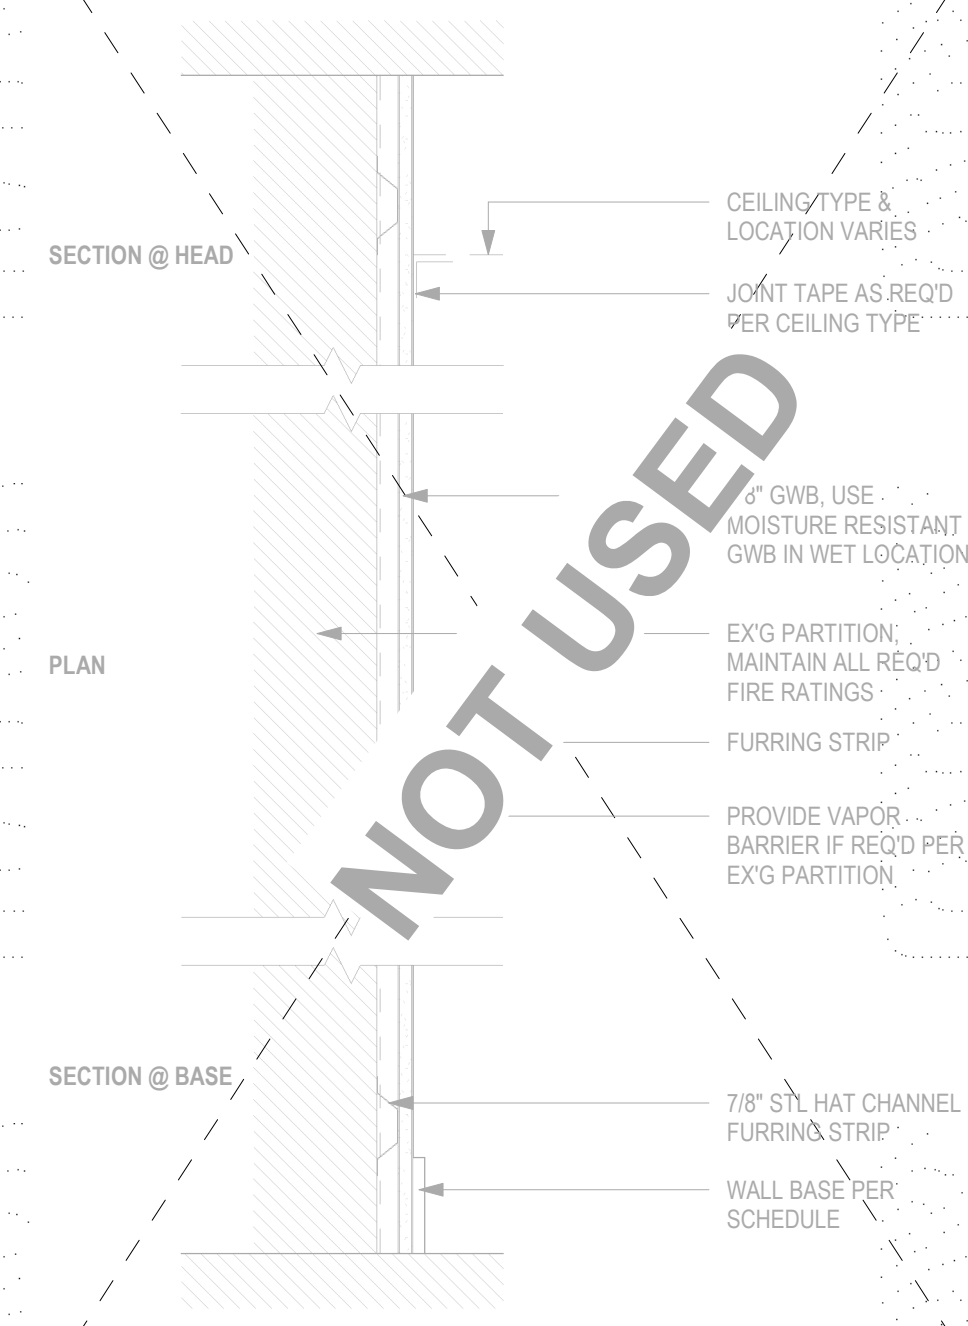 CEILING TYPE &
LOCATION VARIES
SECTION @ HEAD
JOINT TAPE AS REQ'D
PER CEILING TYPE
NOT USED
8" GWB, USE
MOISTURE RESISTANT
GWB IN WET LOCATION
PLAN
EX'G PARTITION,
MAINTAIN ALL REQ'D
FIRE RATINGS
FURRING STRIP
PROVIDE VAPOR
BARRIER IF REQ'D PER
EX'G PARTITION
SECTION @ BASE
7/8" STL HAT CHANNEL
FURRING STRIP
WALL BASE PER
SCHEDULE